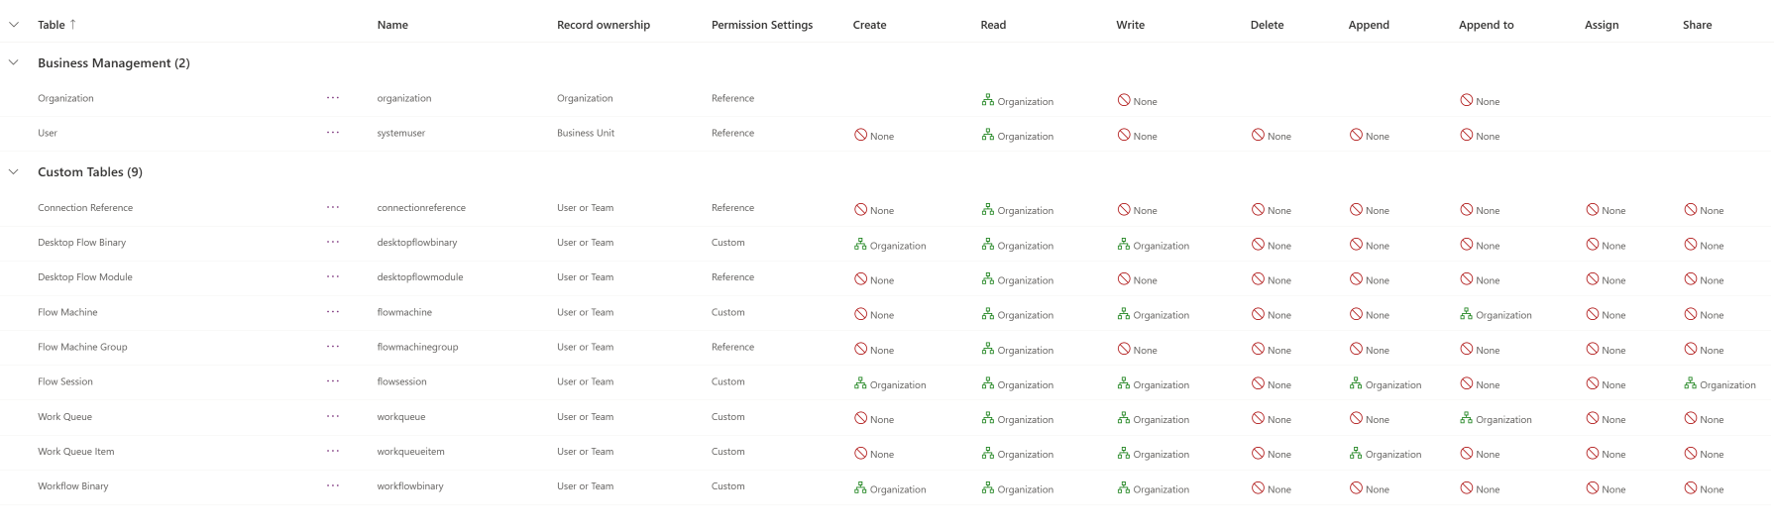 Table ↑ Name Record ownership Permission Settings Create Read Write Delete Append Append to Assign Share
Business Management (2)
Organization ... organization Organization Reference Organization None None
User ... systemuser Business Unit Reference None Organization None None None None
Custom Tables (9)
Connection Reference ... connectionreference User or Team Reference None Organization None None None None None None
Desktop Flow Binary ... desktopflowbinary User or Team Custom Organization Organization Organization None None None None None
Desktop Flow Module ... desktopflowmodule User or Team Reference None Organization None None None None None None
Flow Machine ... flowmachine User or Team Custom None Organization Organization None None Organization None None
Flow Machine Group ... flowmachinegroup User or Team Reference None Organization None None None None None None
Flow Session ... flowsession User or Team Custom Organization Organization Organization None Organization None None Organization
Work Queue ... workqueue User or Team Custom None Organization Organization None None Organization None None
Work Queue Item ... workqueueitem User or Team Custom None Organization Organization None Organization None None None
Workflow Binary ... workflowbinary User or Team Custom Organization Organization Organization None None None None None